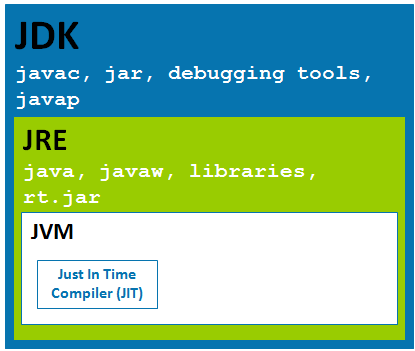 JDK
javac, jar, debugging tools,
javap
JRE
java, javaw, libraries,
rt.jar
JVM
Just In Time
Compiler (JIT)